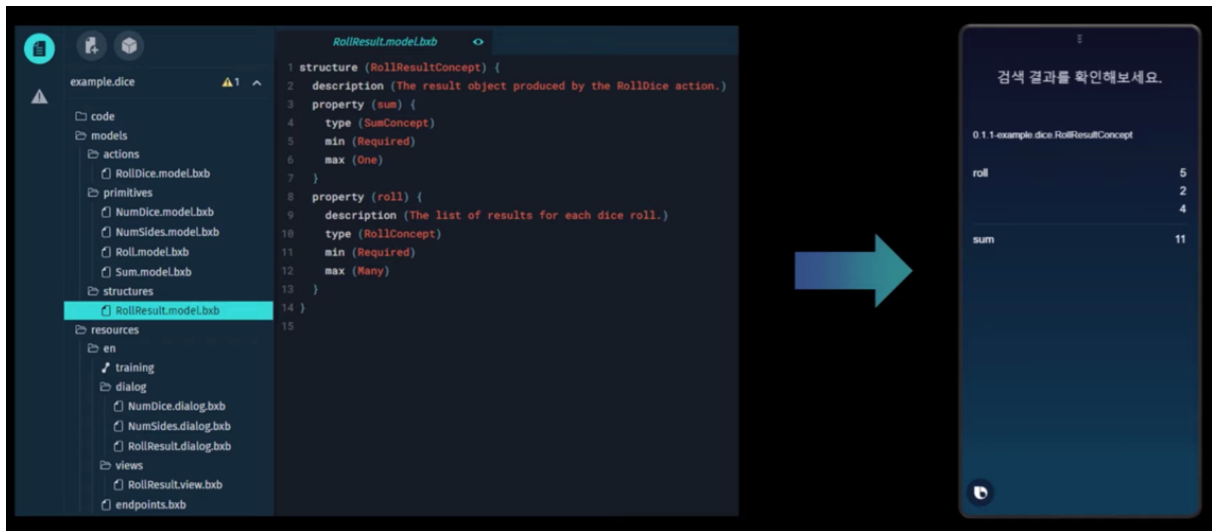 example.dice
1
code
models
actions
RollDice.model.bxb
primitives
NumDice.model.bxb
NumSides.model.bxb
Roll.model.bxb
Sum.model.bxb
structures
RollResult.model.bxb
resources
en
training
dialog
NumDice.dialog.bxb
NumSides.dialog.bxb
RollResult.dialog.bxb
views
RollResult.view.bxb
endpoints.bxb
RollResult.model.bxb
1 structure (RollResultConcept) {
2 description (The result object produced by the RollDice action.)
3 property (sum) {
4 type (SumConcept)
5 min (Required)
6 max (One)
7 }
8 property (roll) {
9 description (The list of results for each dice roll.)
10 type (RollConcept)
11 min (Required)
12 max (Many)
13 }
14 }
15
검색 결과를 확인해보세요.
0.1.1-example.dice.RollResultConcept
roll 5
2
4
sum 11